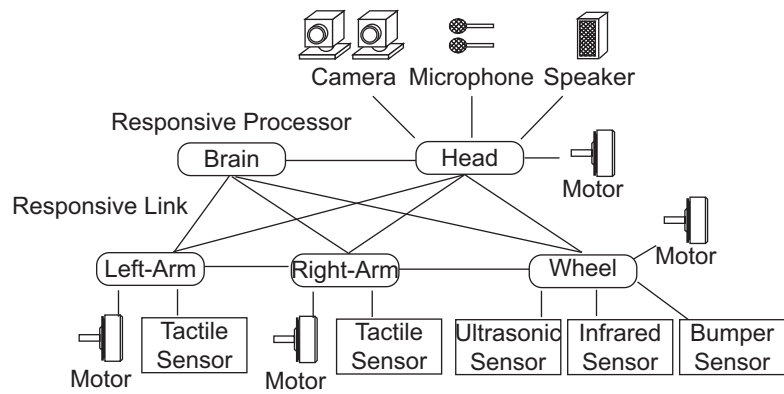 Camera Microphone Speaker
Responsive Processor
Brain
Head
Motor
Responsive Link
Left-Arm
Right-Arm
Wheel
Motor
Motor
Tactile
Sensor
Motor
Tactile
Sensor
Ultrasonic
Sensor
Infrared
Sensor
Bumper
Sensor